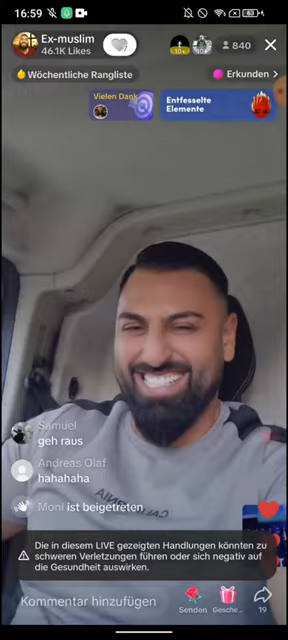 16:59
Ex-muslim
46.1K Likes
10+
840
Wöchentliche Rangliste
Erkunden
Vielen Dank
Entfesselte
Elemente
Samuel
geh raus
Andreas Olaf
hahahaha
Moni ist beigetreten
Die in diesem LIVE gezeigten Handlungen könnten zu
schweren Verletzungen führen oder sich negativ auf
die Gesundheit auswirken.
Kommentar hinzufügen
Senden
Gesche...
19